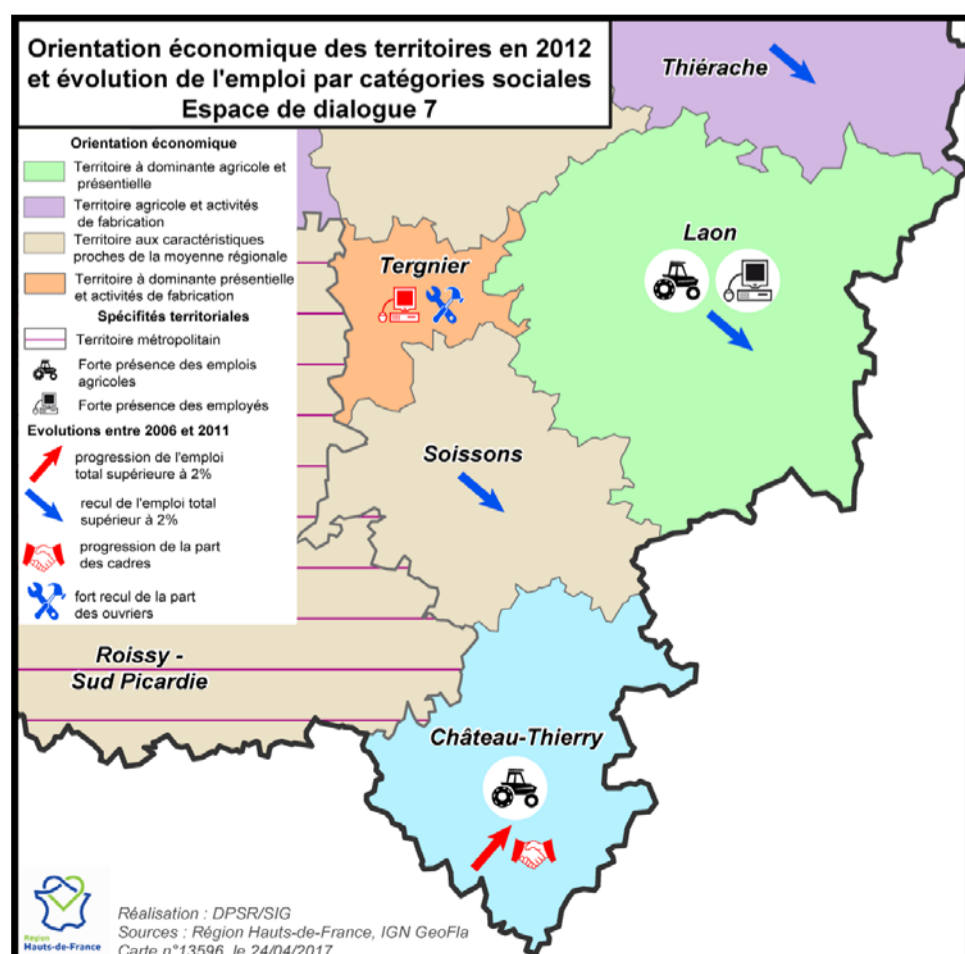 Orientation économique des territoires en 2012
et évolution de l'emploi par catégories sociales
Espace de dialogue 7
Orientation économique
Territoire à dominante agricole et
présentielle
Territoire agricole et activités
de fabrication
Territoire aux caractéristiques
proches de la moyenne régionale
Territoire à dominante présentielle
et activités de fabrication
Spécifités territoriales
Territoire métropolitain
Forte présence des emplois
agricoles
Forte présence des employés
Evolutions entre 2006 et 2011
progression de l'emploi
total supérieure à 2%
recul de l'emploi total
supérieur à 2%
progression de la part
des cadres
fort recul de la part
des ouvriers
Thiérache
Laon
Tergnier
Soissons
Roissy -
Sud Picardie
Château-Thierry
Région
Hauts-de-France
Réalisation : DPSR/SIG
Sources : Région Hauts-de-France, IGN GeoFla
Carte n°13596, le 24/04/2017